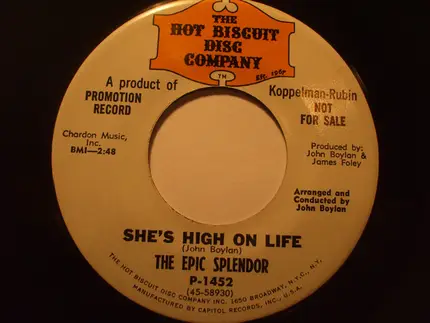 THE
HOT BISCUIT
DISC
COMPANY
TM
A product of
Koppelman-Rubin
PROMOTION
RECORD
NOT
FOR SALE
Chardon Music,
Inc.
BMI—2:48
Produced by:
John Boylan &
James Foley
Arranged and
Conducted by
John Boylan
SHE'S HIGH ON LIFE
(John Boylan)
THE EPIC SPLENDOR
P-1452
(45-58930)
THE HOT BISCUIT DISC COMPANY INC. 1650 BROADWAY, N.Y.C., N.Y.
MANUFACTURED BY CAPITOL RECORDS, INC., U.S.A.